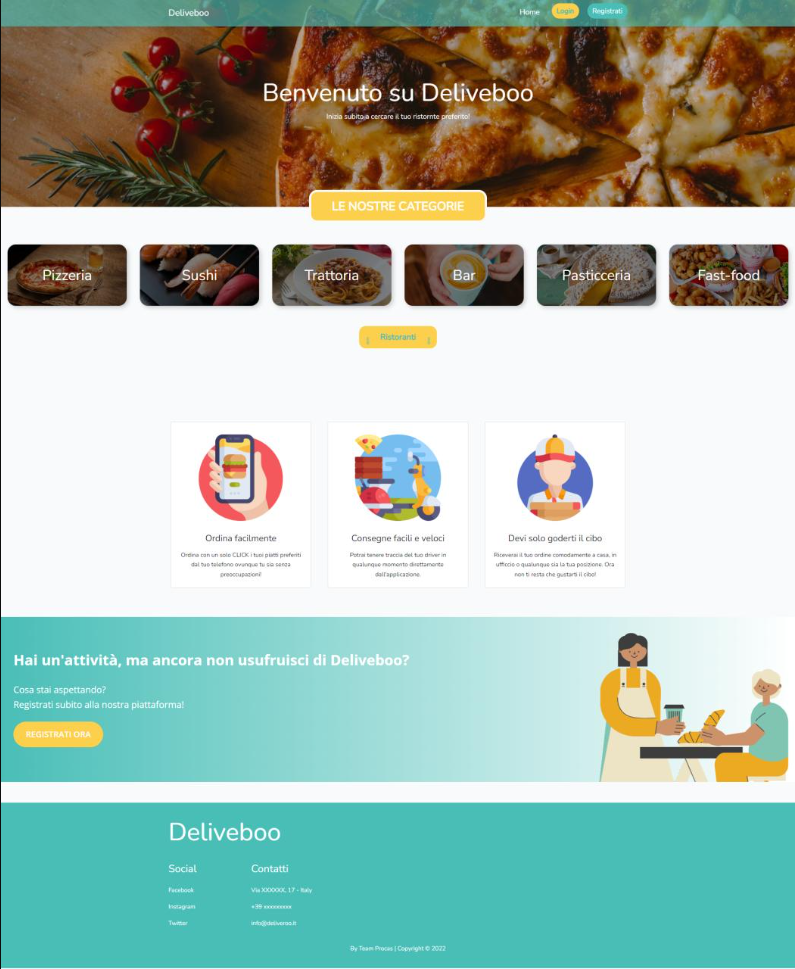 Deliveboo
Home
Login
Registrati
Benvenuto su Deliveboo
Inizia subito a cercare il tuo ristornte preferito!
LE NOSTRE CATEGORIE
Pizzeria
Sushi
Trattoria
Bar
Pasticceria
Fast-food
Ristoranti
Ordina facilmente
Ordina con un solo CLICK i tuoi piatti preferiti
dal tuo telefono ovunque tu sia senza
preoccupazioni!
Consegne facili e veloci
Potrai tenere traccia del tuo driver in
qualunque momento direttamente
dall'applicazione.
Devi solo goderti il cibo
Riceverai il tuo ordine comodamente a casa, in
ufficio o qualunque sia la tua posizione. Ora
non ti resta che gustarti il cibo!
Hai un'attività, ma ancora non usufruisci di Deliveboo?
Cosa stai aspettando?
Registrati subito alla nostra piattaforma!
REGISTRATI ORA
Deliveboo
Social
Facebook
Instagram
Twitter
Contatti
Via XXXXXX, 17 - Italy
+39 xxxxxxxxx
By Team Procas | Copyright © 2022